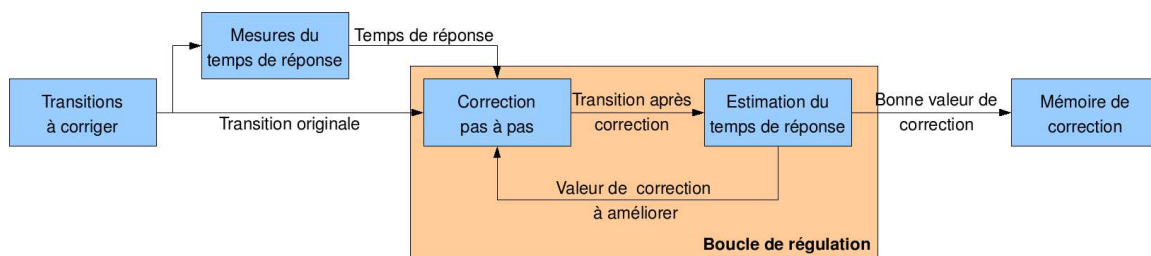 Mesures du
temps de réponse
Temps de réponse
Transitions
à corriger
Transition originale
Correction
pas à pas
Transition après
correction
Estimation du
temps de réponse
Bonne valeur de
correction
Mémoire de
correction
Valeur de correction
à améliorer
Boucle de régulation